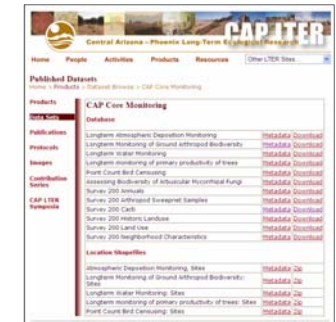 CAP LTER
Central Arizona - Phoenix Long-Term Ecological Research
Home People Activities Products Resources Other LTER Sites
Published Datasets
Home > Products > Dataset Browse > CAP Core Monitoring
Products
Data Sets
Publications
Protocols
Images
Contribution Series
CAP LTER Symposia
CAP Core Monitoring
Database
Longterm Atmospheric Deposition Monitoring Metadata Download
Longterm Monitoring of Ground Arthropod Biodiversity Metadata Download
Longterm Water Monitoring Metadata Download
Longterm monitoring of primary productivity of trees Metadata Download
Point Count Bird Censusing Metadata Download
Assessing Biodiversity of Arbuscular Mycorrhizal Fungi Metadata Download
Survey 200 Annuals Metadata Download
Survey 200 Arthropod Sweepnet Samples Metadata Download
Survey 200 Cacti Metadata Download
Survey 200 Historic Landuse Metadata Download
Survey 200 Land Use Metadata Download
Survey 200 Neighborhood Characteristics Metadata Download
Location Shapefiles
Atmospheric Deposition Monitoring, Sites Metadata Zip
Longterm Monitoring of Ground Arthropod Biodiversity: Sites Metadata Zip
Longterm Water Monitoring: Sites Metadata Zip
Longterm monitoring of primary productivity of trees: Sites Metadata Zip
Point Count Bird Censusing: Sites Metadata Zip